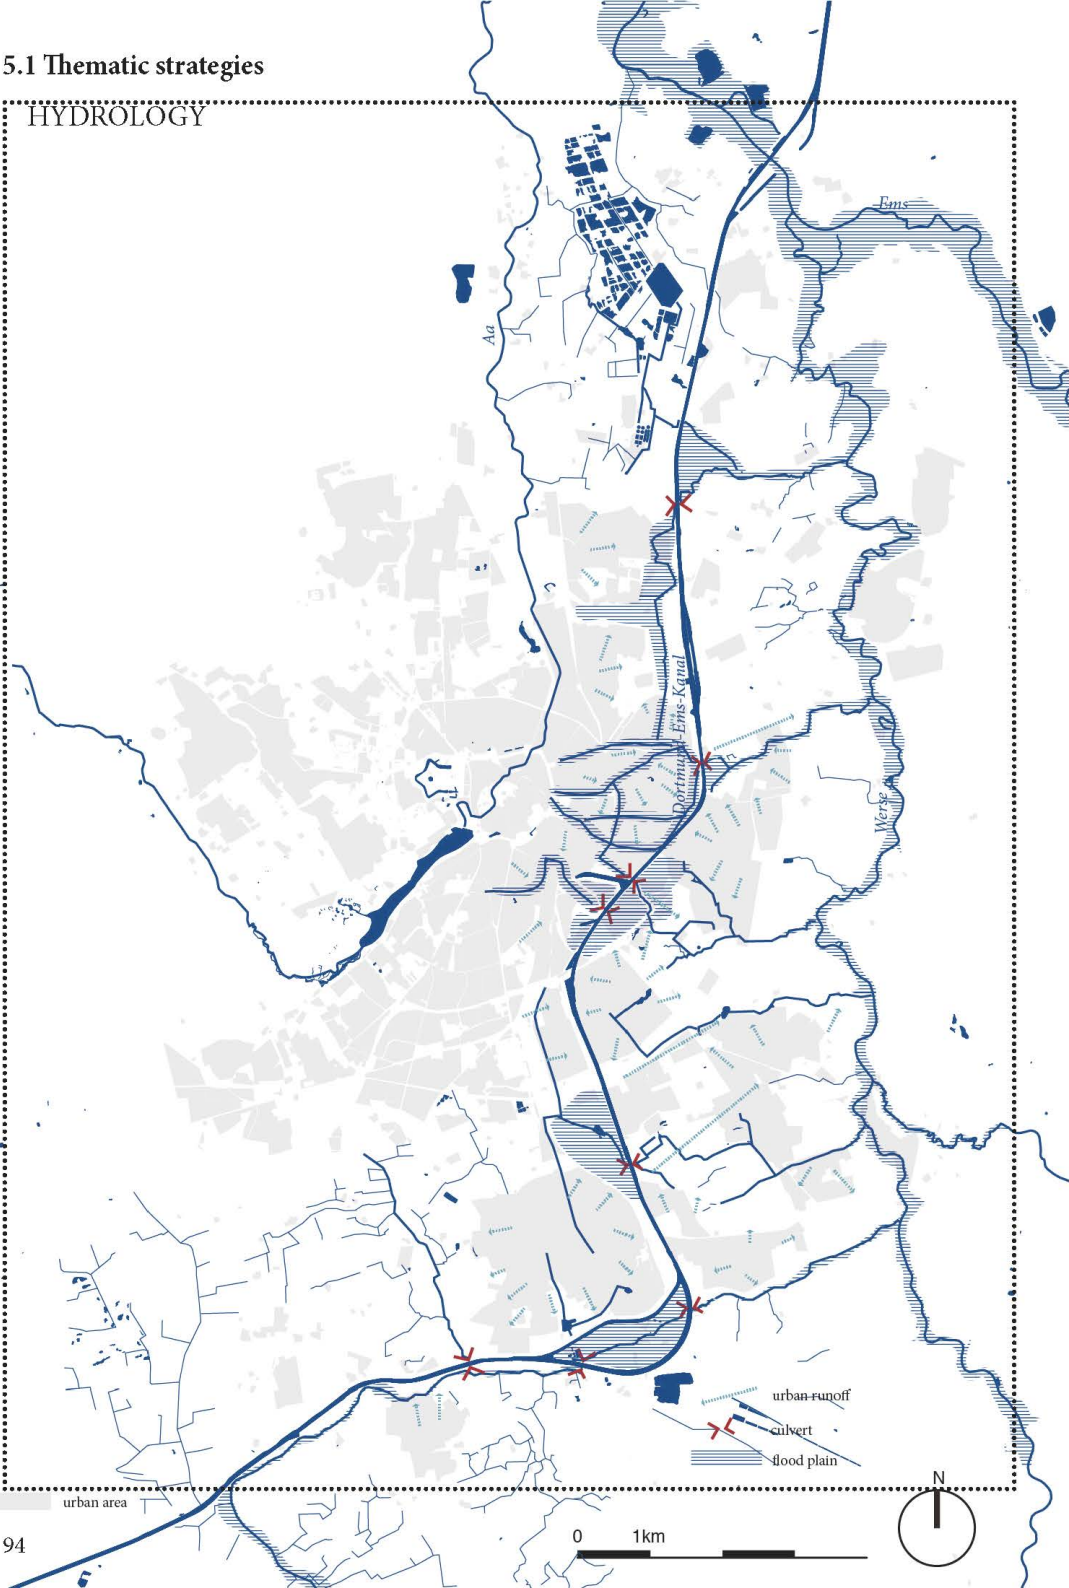 5.1 Thematic strategies
HYDROLOGY
Ems
Aa
Dortmund-Ems-Kanal
Werse
urban runoff
culvert
flood plain
N
urban area
94
0 1km